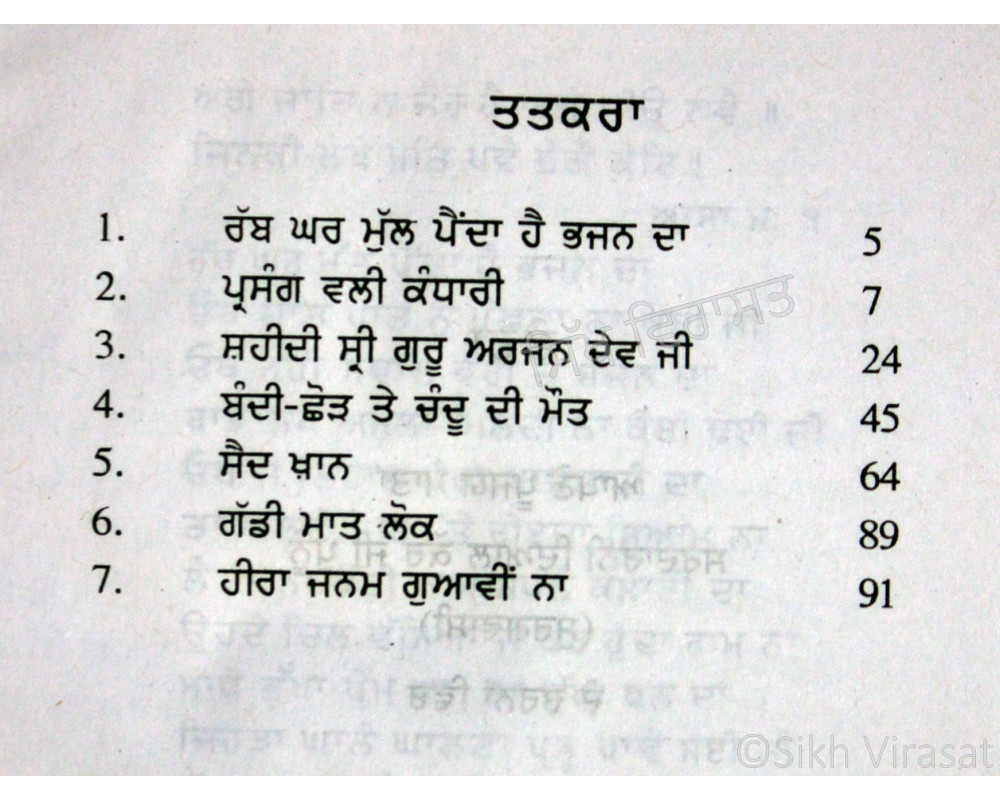 ਤਤਕਰਾ
1. ਰੱਬ ਘਰ ਮੁੱਲ ਪੈਂਦਾ ਹੈ ਭਜਨ ਦਾ 5
2. ਪ੍ਰਸੰਗ ਵਲੀ ਕੰਧਾਰੀ 7
3. ਸ਼ਹੀਦੀ ਸ੍ਰੀ ਗੁਰੂ ਅਰਜਨ ਦੇਵ ਜੀ 24
4. ਬੰਦੀ-ਛੋੜ ਤੇ ਚੰਦੂ ਦੀ ਮੌਤ 45
5. ਸੈਦ ਖ਼ਾਨ 64
6. ਗੱਡੀ ਮਾਤ ਲੋਕ 89
7. ਹੀਰਾ ਜਨਮ ਗੁਆਵੀਂ ਨਾ 91
ਸਿੱਖ ਵਿਰਾਸਤ
©Sikh Virasat